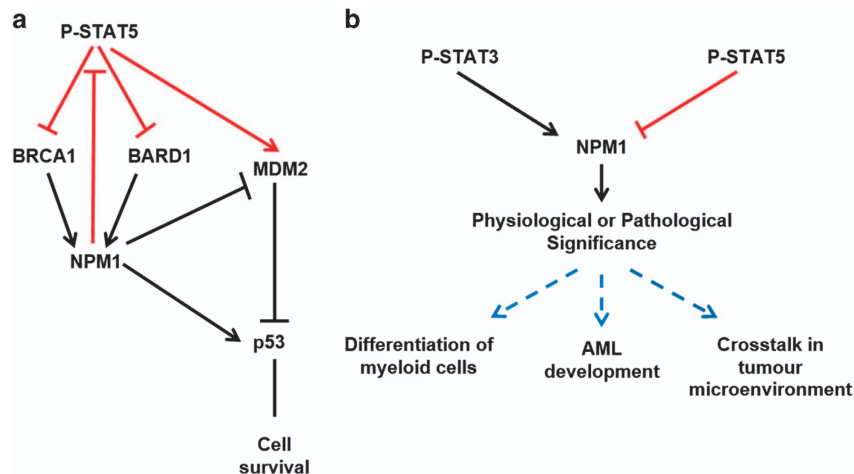 a
P-STAT5
BRCA1
BARD1
MDM2
NPM1
p53
Cell
survival
b
P-STAT3
P-STAT5
NPM1
Physiological or Pathological
Significance
Differentiation of
myeloid cells
AML
development
Crosstalk in
tumour
microenvironment